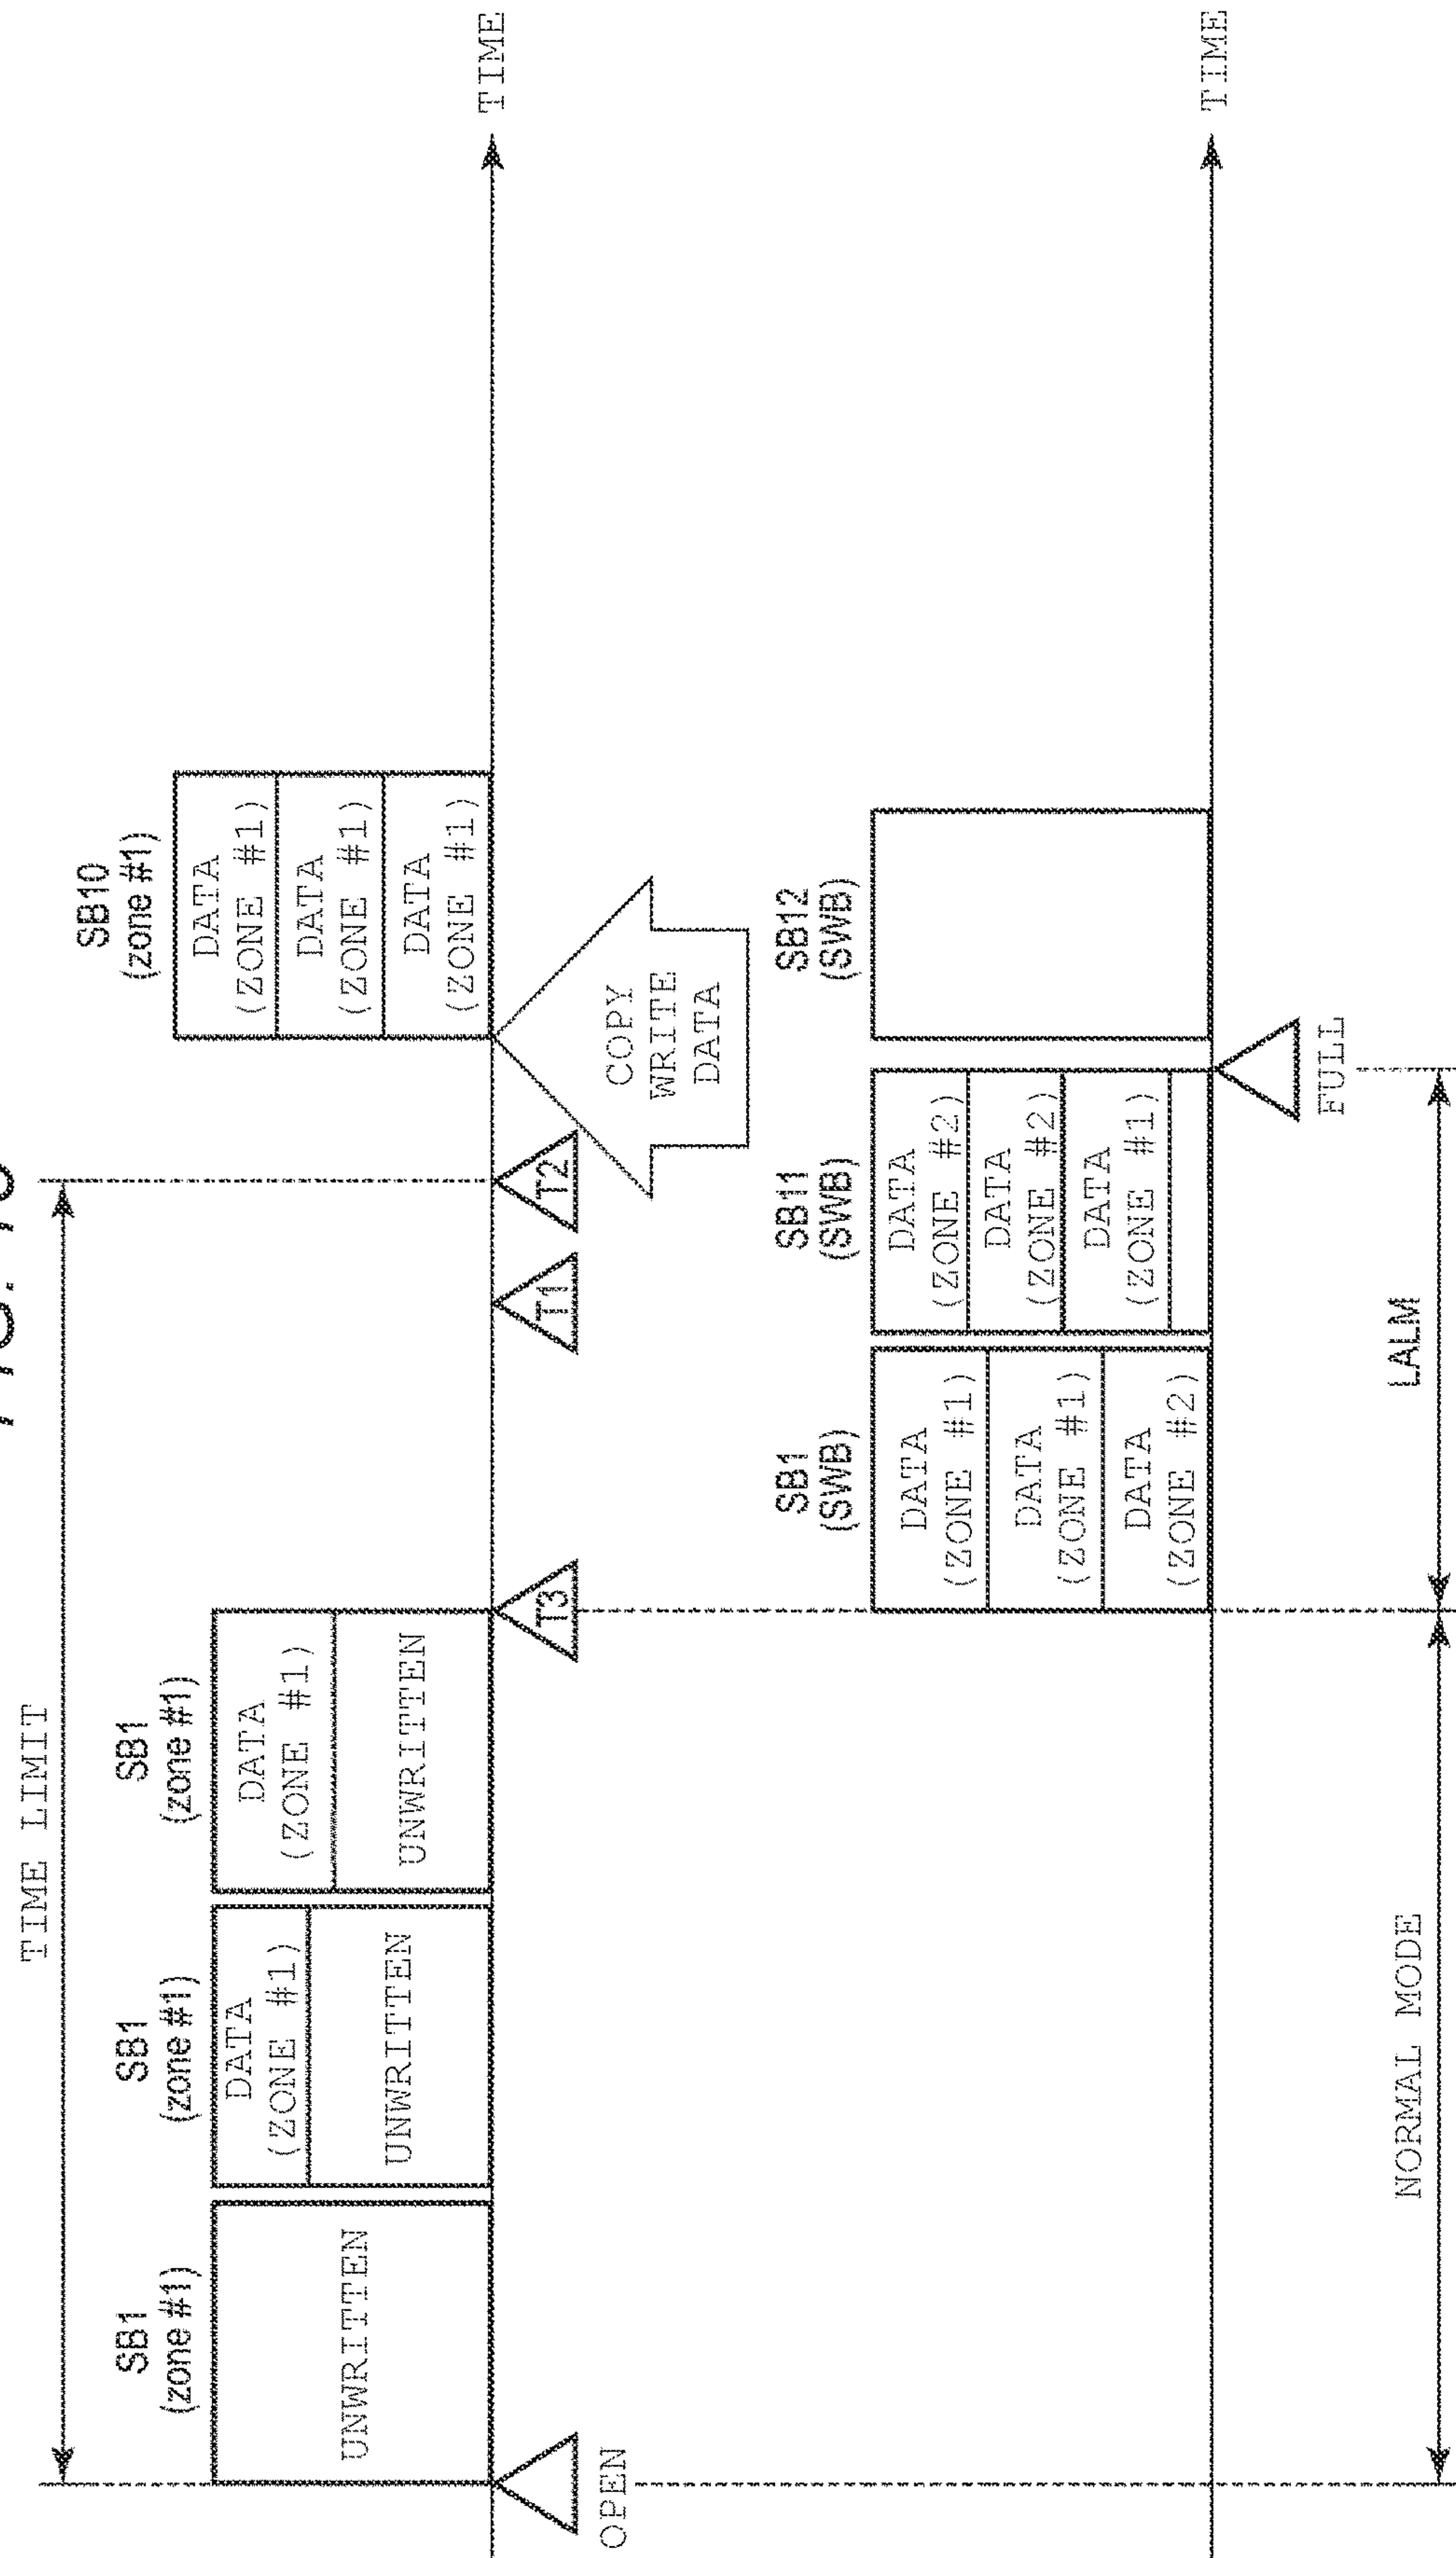 TIME LIMIT
SB1
(zone #1)
UNWRITTEN
SB1
(zone #1)
DATA
(ZONE #1)
UNWRITTEN
SB1
(zone #1)
DATA
(ZONE #1)
UNWRITTEN
SB10
(zone #1)
DATA
(ZONE #1)
DATA
(ZONE #1)
DATA
(ZONE #1)
TIME
OPEN
T3
T1
T2
COPY
WRITE
DATA
SB1
(SWB)
DATA
(ZONE #1)
DATA
(ZONE #1)
DATA
(ZONE #2)
SB11
(SWB)
DATA
(ZONE #2)
DATA
(ZONE #2)
DATA
(ZONE #1)
SB12
(SWB)
TIME
FULL
NORMAL MODE
LALM